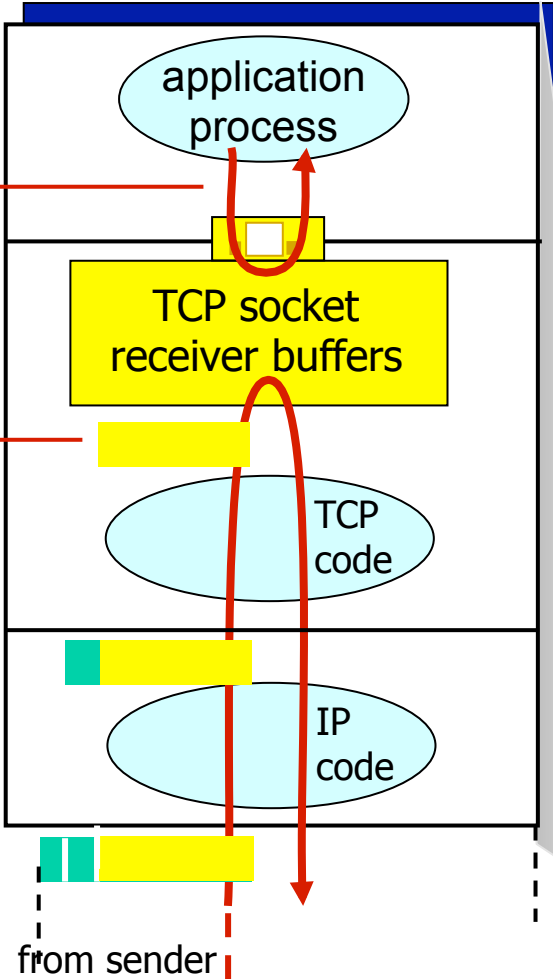 application
process
TCP socket
receiver buffers
TCP
code
IP
code
from sender